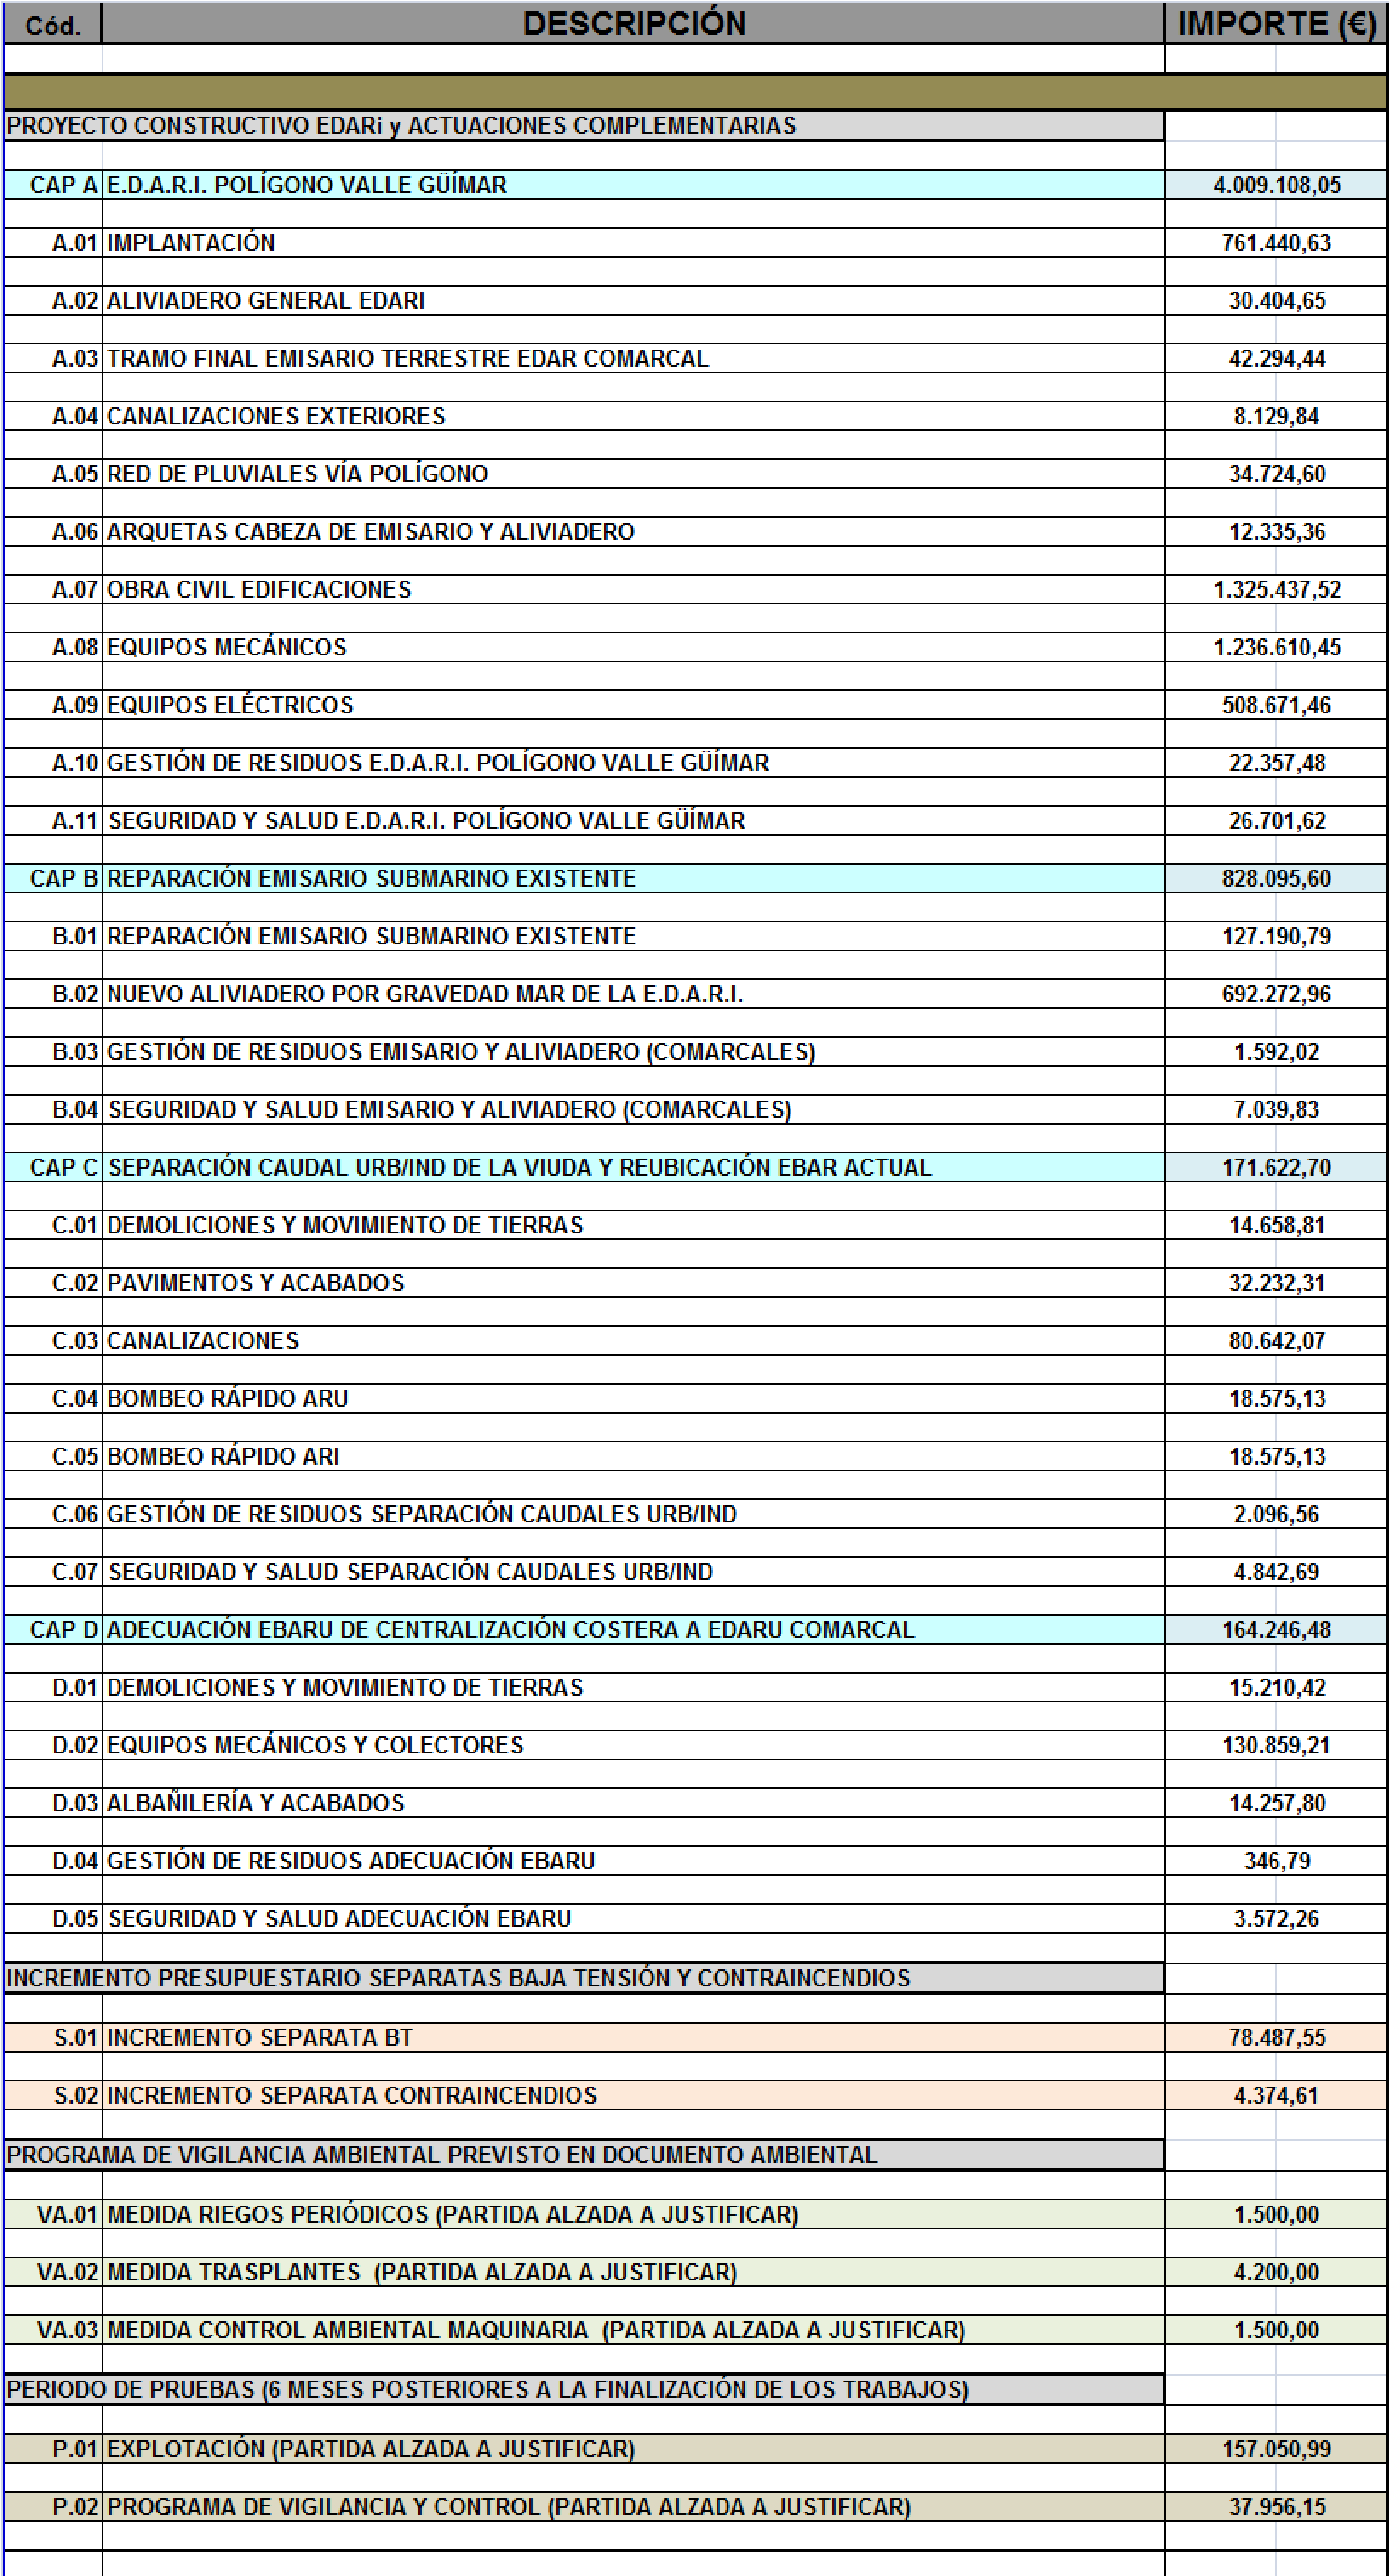 Cód. DESCRIPCIÓN IMPORTE (€)
PROYECTO CONSTRUCTIVO EDARi y ACTUACIONES COMPLEMENTARIAS
CAP A E.D.A.R.I. POLÍGONO VALLE GÜÍMAR 4.009.108,05
A.01 IMPLANTACIÓN 761.440,63
A.02 ALIVIADERO GENERAL EDARI 30.404,65
A.03 TRAMO FINAL EMISARIO TERRESTRE EDAR COMARCAL 42.294,44
A.04 CANALIZACIONES EXTERIORES 8.129,84
A.05 RED DE PLUVIALES VÍA POLÍGONO 34.724,60
A.06 ARQUETAS CABEZA DE EMISARIO Y ALIVIADERO 12.335,36
A.07 OBRA CIVIL EDIFICACIONES 1.325.437,52
A.08 EQUIPOS MECÁNICOS 1.236.610,45
A.09 EQUIPOS ELÉCTRICOS 508.671,46
A.10 GESTIÓN DE RESIDUOS E.D.A.R.I. POLÍGONO VALLE GÜÍMAR 22.357,48
A.11 SEGURIDAD Y SALUD E.D.A.R.I. POLÍGONO VALLE GÜÍMAR 26.701,62
CAP B REPARACIÓN EMISARIO SUBMARINO EXISTENTE 828.095,60
B.01 REPARACIÓN EMISARIO SUBMARINO EXISTENTE 127.190,79
B.02 NUEVO ALIVIADERO POR GRAVEDAD MAR DE LA E.D.A.R.I. 692.272,96
B.03 GESTIÓN DE RESIDUOS EMISARIO Y ALIVIADERO (COMARCALES) 1.592,02
B.04 SEGURIDAD Y SALUD EMISARIO Y ALIVIADERO (COMARCALES) 7.039,83
CAP C SEPARACIÓN CAUDAL URB/IND DE LA VIUDA Y REUBICACIÓN EBAR ACTUAL 171.622,70
C.01 DEMOLICIONES Y MOVIMIENTO DE TIERRAS 14.658,81
C.02 PAVIMENTOS Y ACABADOS 32.232,31
C.03 CANALIZACIONES 80.642,07
C.04 BOMBEO RÁPIDO ARU 18.575,13
C.05 BOMBEO RÁPIDO ARI 18.575,13
C.06 GESTIÓN DE RESIDUOS SEPARACIÓN CAUDALES URB/IND 2.096,56
C.07 SEGURIDAD Y SALUD SEPARACIÓN CAUDALES URB/IND 4.842,69
CAP D ADECUACIÓN EBARU DE CENTRALIZACIÓN COSTERA A EDARU COMARCAL 164.246,48
D.01 DEMOLICIONES Y MOVIMIENTO DE TIERRAS 15.210,42
D.02 EQUIPOS MECÁNICOS Y COLECTORES 130.859,21
D.03 ALBAÑILERÍA Y ACABADOS 14.257,80
D.04 GESTIÓN DE RESIDUOS ADECUACIÓN EBARU 346,79
D.05 SEGURIDAD Y SALUD ADECUACIÓN EBARU 3.572,26
INCREMENTO PRESUPUESTARIO SEPARATAS BAJA TENSIÓN Y CONTRAINCENDIOS
S.01 INCREMENTO SEPARATA BT 78.487,55
S.02 INCREMENTO SEPARATA CONTRAINCENDIOS 4.374,61
PROGRAMA DE VIGILANCIA AMBIENTAL PREVISTO EN DOCUMENTO AMBIENTAL
VA.01 MEDIDA RIEGOS PERIÓDICOS (PARTIDA ALZADA A JUSTIFICAR) 1.500,00
VA.02 MEDIDA TRASPLANTES (PARTIDA ALZADA A JUSTIFICAR) 4.200,00
VA.03 MEDIDA CONTROL AMBIENTAL MAQUINARIA (PARTIDA ALZADA A JUSTIFICAR) 1.500,00
PERIODO DE PRUEBAS (6 MESES POSTERIORES A LA FINALIZACIÓN DE LOS TRABAJOS)
P.01 EXPLOTACIÓN (PARTIDA ALZADA A JUSTIFICAR) 157.050,99
P.02 PROGRAMA DE VIGILANCIA Y CONTROL (PARTIDA ALZADA A JUSTIFICAR) 37.956,15